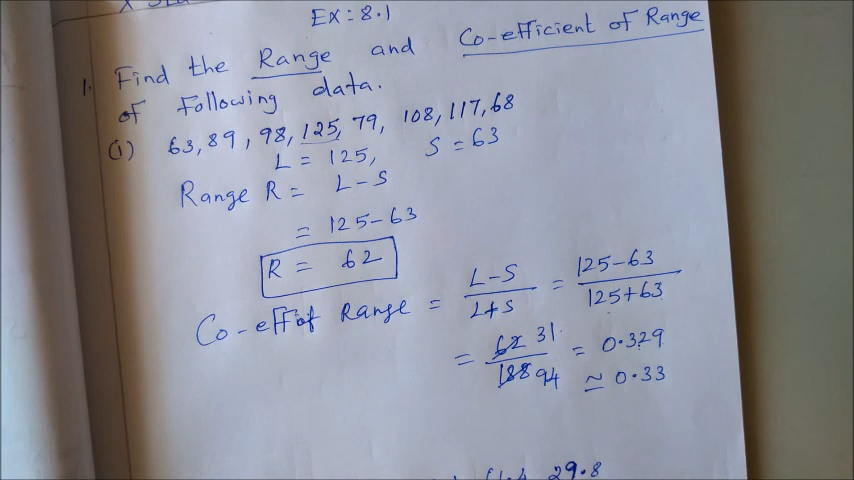 Ex: 8.1
1. Find the Range and Co-efficient of Range
of following data.
(1) 63, 89, 98, 125, 79, 108, 117, 68
L = 125, S = 63
Range R = L-S
= 125-63
R = 62
Co-eff of Range = L-S / L+S = 125-63 / 125+63
= 62 31 / 188 94 = 0.329
≃ 0.33
29.8